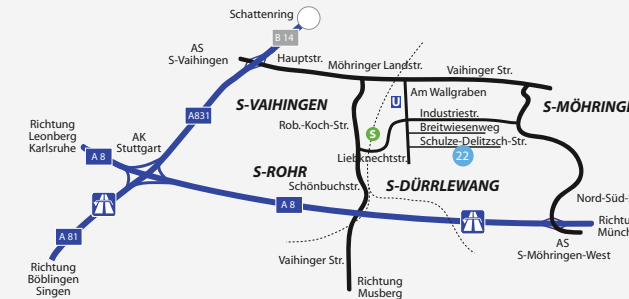 Schattenring
B 14
AS
S-Vaihingen
Hauptstr.
Möhringer Landstr.
Vaihinger Str.
Am Wallgraben
U
S-VAIHINGEN
S-MÖHRINGE
A831
Industriestr.
Rob.-Koch-Str.
Breitwiesenweg
S
Schulze-Delitzsch-Str.
Richtung
Leonberg
Karlsruhe
AK
Stuttgart
A 8
Liebknechtstr.
22
S-ROHR
Schönbuchstr.
S-DÜRRLEWANG
Nord-Süd-
A 8
Richtu
Münch
A 81
AS
S-Möhringen-West
Vaihinger Str.
Richtung
Böblingen
Singen
Richtung
Musberg